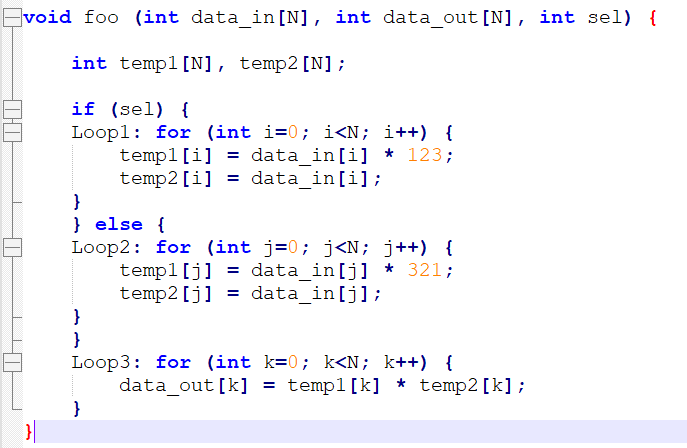 void foo (int data_in[N], int data_out[N], int sel) {
int temp1[N], temp2[N];
if (sel) {
Loop1: for (int i=0; i<N; i++) {
temp1[i] = data_in[i] * 123;
temp2[i] = data_in[i];
}
} else {
Loop2: for (int j=0; j<N; j++) {
temp1[j] = data_in[j] * 321;
temp2[j] = data_in[j];
}
}
Loop3: for (int k=0; k<N; k++) {
data_out[k] = temp1[k] * temp2[k];
}
}